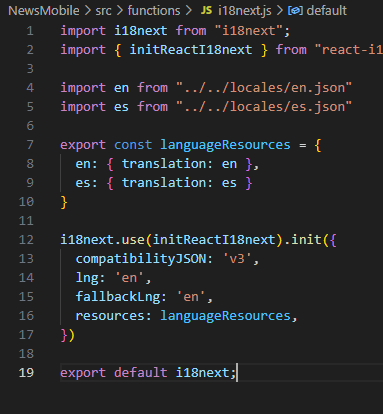 NewsMobile > src > functions > JS i18next.js > default
1 import i18next from "i18next";
2 import { initReactI18next } from "react-i1
3
4 import en from "../../locales/en.json"
5 import es from "../../locales/es.json"
6
7 export const languageResources = {
8 en: { translation: en },
9 es: { translation: es }
10 }
11
12 i18next.use(initReactI18next).init({
13 compatibilityJSON: 'v3',
14 lng: 'en',
15 fallbackLng: 'en',
16 resources: languageResources,
17 })
18
19 export default i18next;